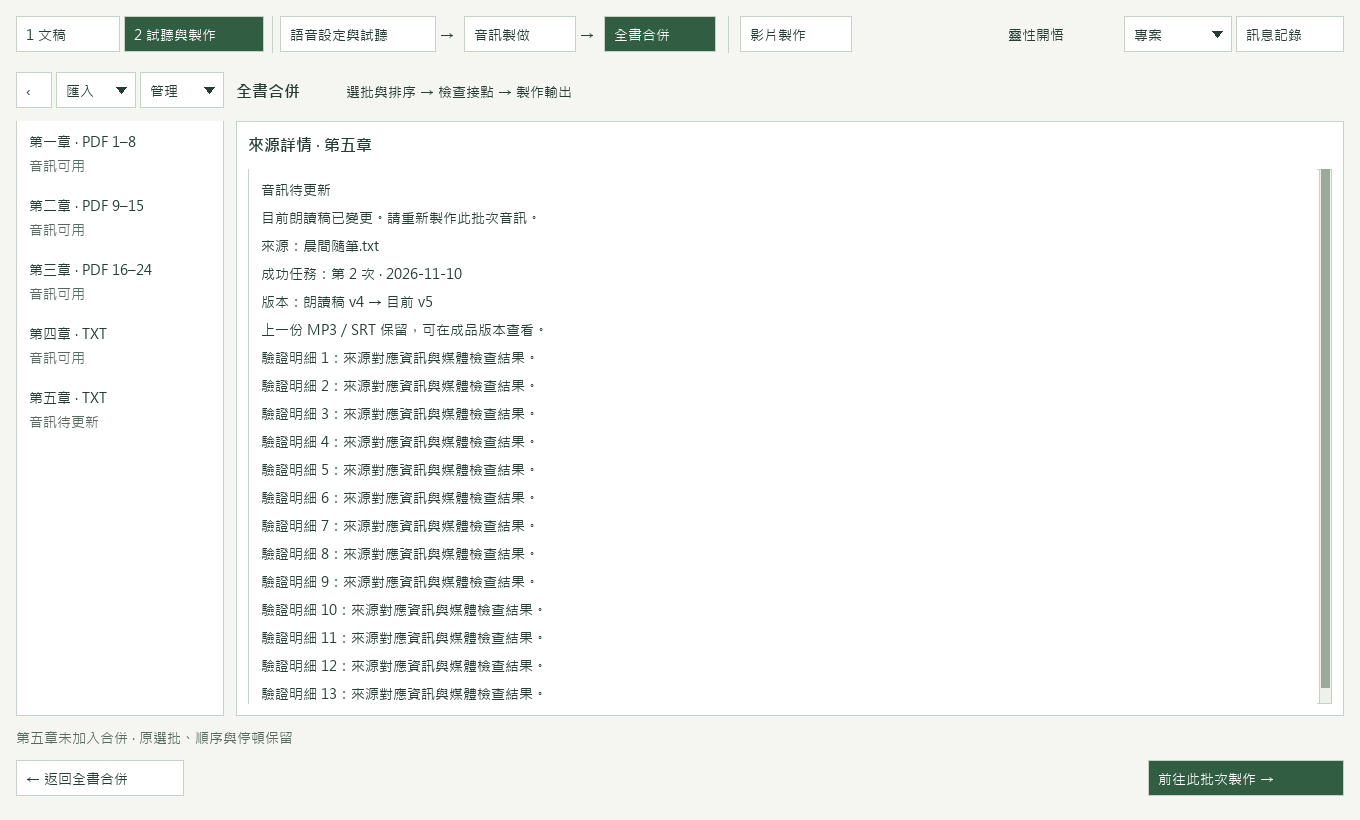 1 文稿
2 試聽與製作
語音設定與試聽
→
音訊製做
→
全書合併
影片製作
靈性開悟
專案
訊息記錄
‹
匯入
管理
全書合併
選批與排序 → 檢查接點 → 製作輸出
第一章 · PDF 1–8
音訊可用
第二章 · PDF 9–15
音訊可用
第三章 · PDF 16–24
音訊可用
第四章 · TXT
音訊可用
第五章 · TXT
音訊待更新
來源詳情 · 第五章
音訊待更新
目前朗讀稿已變更。請重新製作此批次音訊。
來源：晨間隨筆.txt
成功任務：第 2 次 · 2026-11-10
版本：朗讀稿 v4 → 目前 v5
上一份 MP3 / SRT 保留，可在成品版本查看。
驗證明細 1：來源對應資訊與媒體檢查結果。
驗證明細 2：來源對應資訊與媒體檢查結果。
驗證明細 3：來源對應資訊與媒體檢查結果。
驗證明細 4：來源對應資訊與媒體檢查結果。
驗證明細 5：來源對應資訊與媒體檢查結果。
驗證明細 6：來源對應資訊與媒體檢查結果。
驗證明細 7：來源對應資訊與媒體檢查結果。
驗證明細 8：來源對應資訊與媒體檢查結果。
驗證明細 9：來源對應資訊與媒體檢查結果。
驗證明細 10：來源對應資訊與媒體檢查結果。
驗證明細 11：來源對應資訊與媒體檢查結果。
驗證明細 12：來源對應資訊與媒體檢查結果。
驗證明細 13：來源對應資訊與媒體檢查結果。
第五章未加入合併 · 原選批、順序與停頓保留
← 返回全書合併
前往此批次製作 →